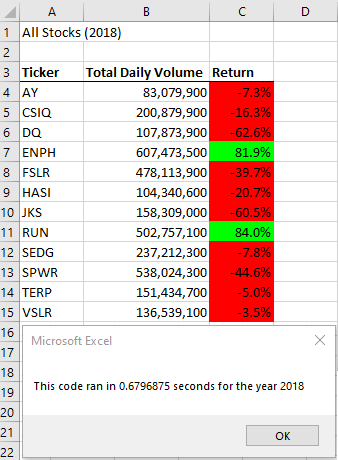 A B C D
1 All Stocks (2018)
2
3 Ticker Total Daily Volume Return
4 AY 83,079,900 -7.3%
5 CSIQ 200,879,900 -16.3%
6 DQ 107,873,900 -62.6%
7 ENPH 607,473,500 81.9%
8 FSLR 478,113,900 -39.7%
9 HASI 104,340,600 -20.7%
10 JKS 158,309,000 -60.5%
11 RUN 502,757,100 84.0%
12 SEDG 237,212,300 -7.8%
13 SPWR 538,024,300 -44.6%
14 TERP 151,434,700 -5.0%
15 VSLR 136,539,100 -3.5%
16
17 Microsoft Excel
18
19 This code ran in 0.6796875 seconds for the year 2018
20
21 OK
22